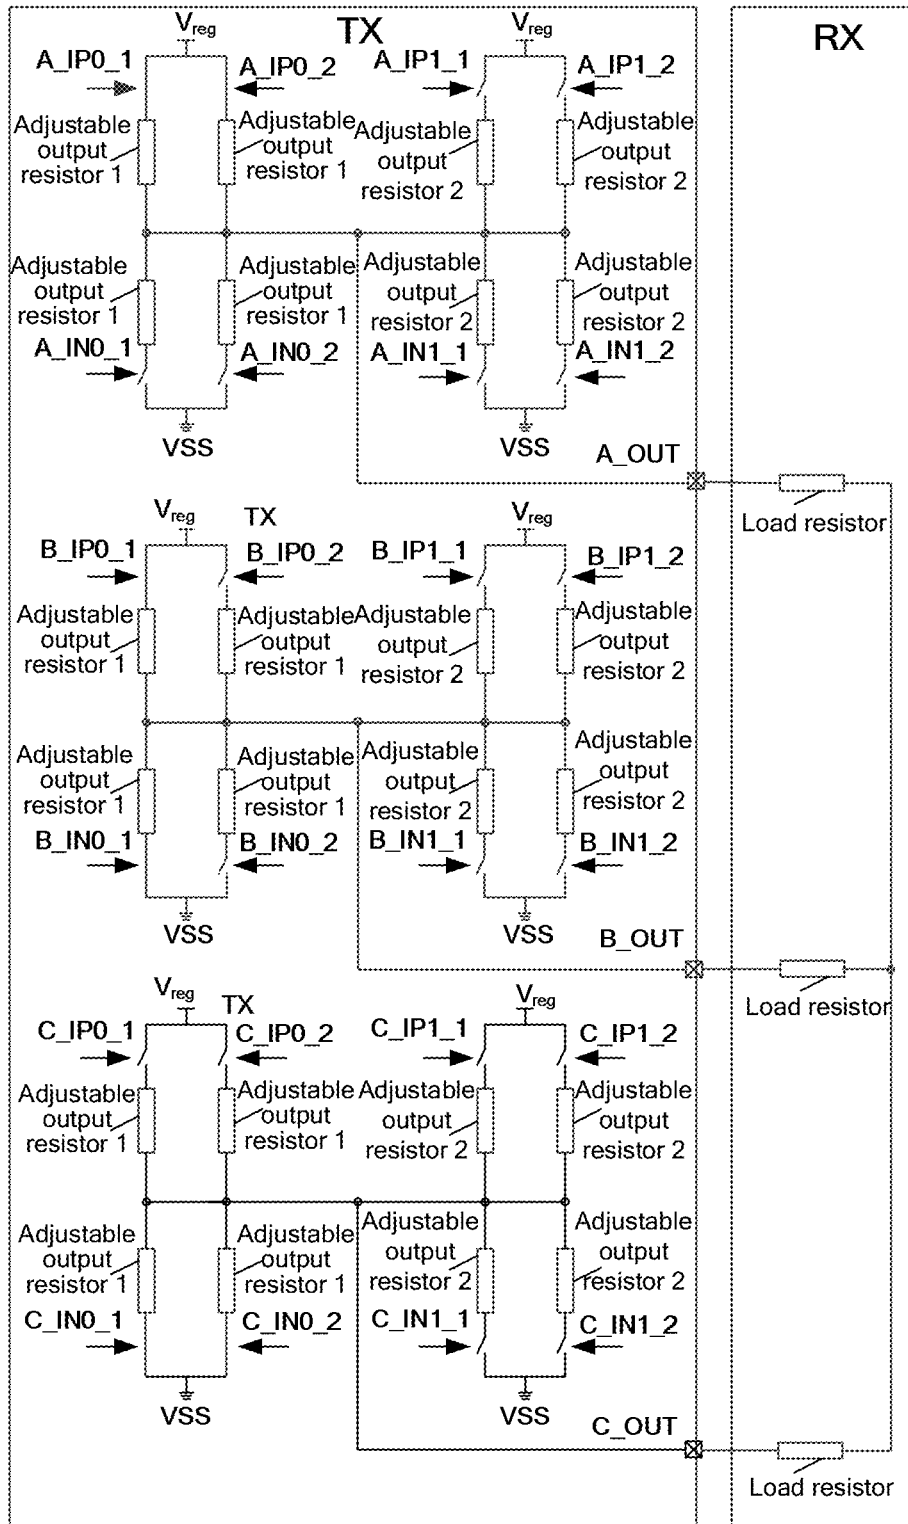 TX
RX
V_reg
V_reg
A_IP0_1
A_IP0_2
A_IP1_1
A_IP1_2
Adjustable
output
resistor 1
Adjustable
output
resistor 1
Adjustable
output
resistor 2
Adjustable
output
resistor 2
Adjustable
output
resistor 1
Adjustable
output
resistor 1
Adjustable
output
resistor 2
Adjustable
output
resistor 2
A_IN0_1
A_IN0_2
A_IN1_1
A_IN1_2
VSS
VSS
A_OUT
Load resistor
V_reg
TX
V_reg
B_IP0_1
B_IP0_2
B_IP1_1
B_IP1_2
Adjustable
output
resistor 1
Adjustable
output
resistor 1
Adjustable
output
resistor 2
Adjustable
output
resistor 2
Adjustable
output
resistor 1
Adjustable
output
resistor 1
Adjustable
output
resistor 2
Adjustable
output
resistor 2
B_IN0_1
B_IN0_2
B_IN1_1
B_IN1_2
VSS
VSS
B_OUT
Load resistor
V_reg
TX
V_reg
C_IP0_1
C_IP0_2
C_IP1_1
C_IP1_2
Adjustable
output
resistor 1
Adjustable
output
resistor 1
Adjustable
output
resistor 2
Adjustable
output
resistor 2
Adjustable
output
resistor 1
Adjustable
output
resistor 1
Adjustable
output
resistor 2
Adjustable
output
resistor 2
C_IN0_1
C_IN0_2
C_IN1_1
C_IN1_2
VSS
VSS
C_OUT
Load resistor